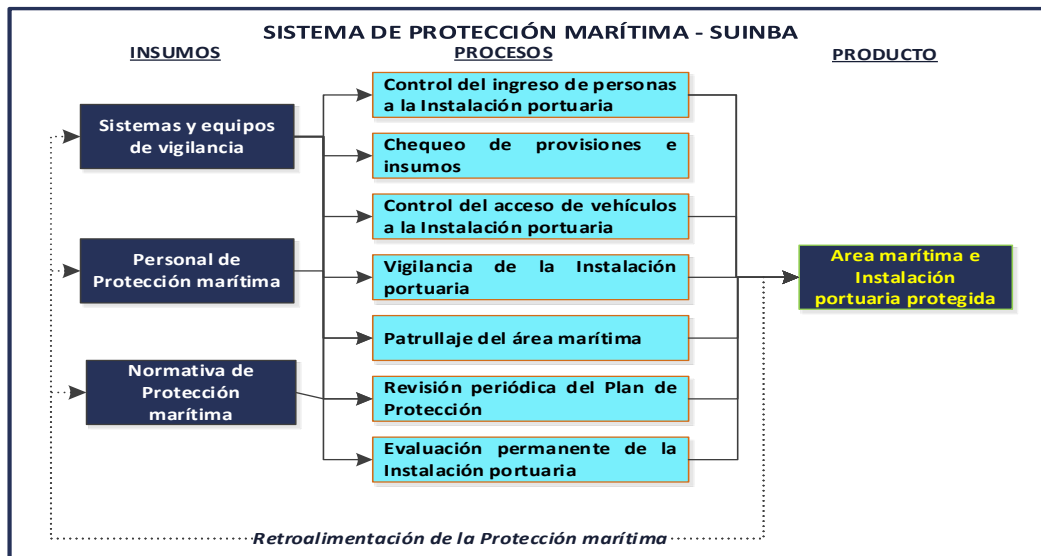 SISTEMA DE PROTECCIÓN MARÍTIMA - SUINBA
INSUMOS
PROCESOS
PRODUCTO
Sistemas y equipos
de vigilancia
Personal de
Protección marítima
Normativa de
Protección
marítima
Control del ingreso de personas
a la Instalación portuaria
Chequeo de provisiones e
insumos
Control del acceso de vehículos
a la Instalación portuaria
Vigilancia de la Instalación
portuaria
Patrullaje del área marítima
Revisión periódica del Plan de
Protección
Evaluación permanente de la
Instalación portuaria
Area marítima e
Instalación
portuaria protegida
Retroalimentación de la Protección marítima